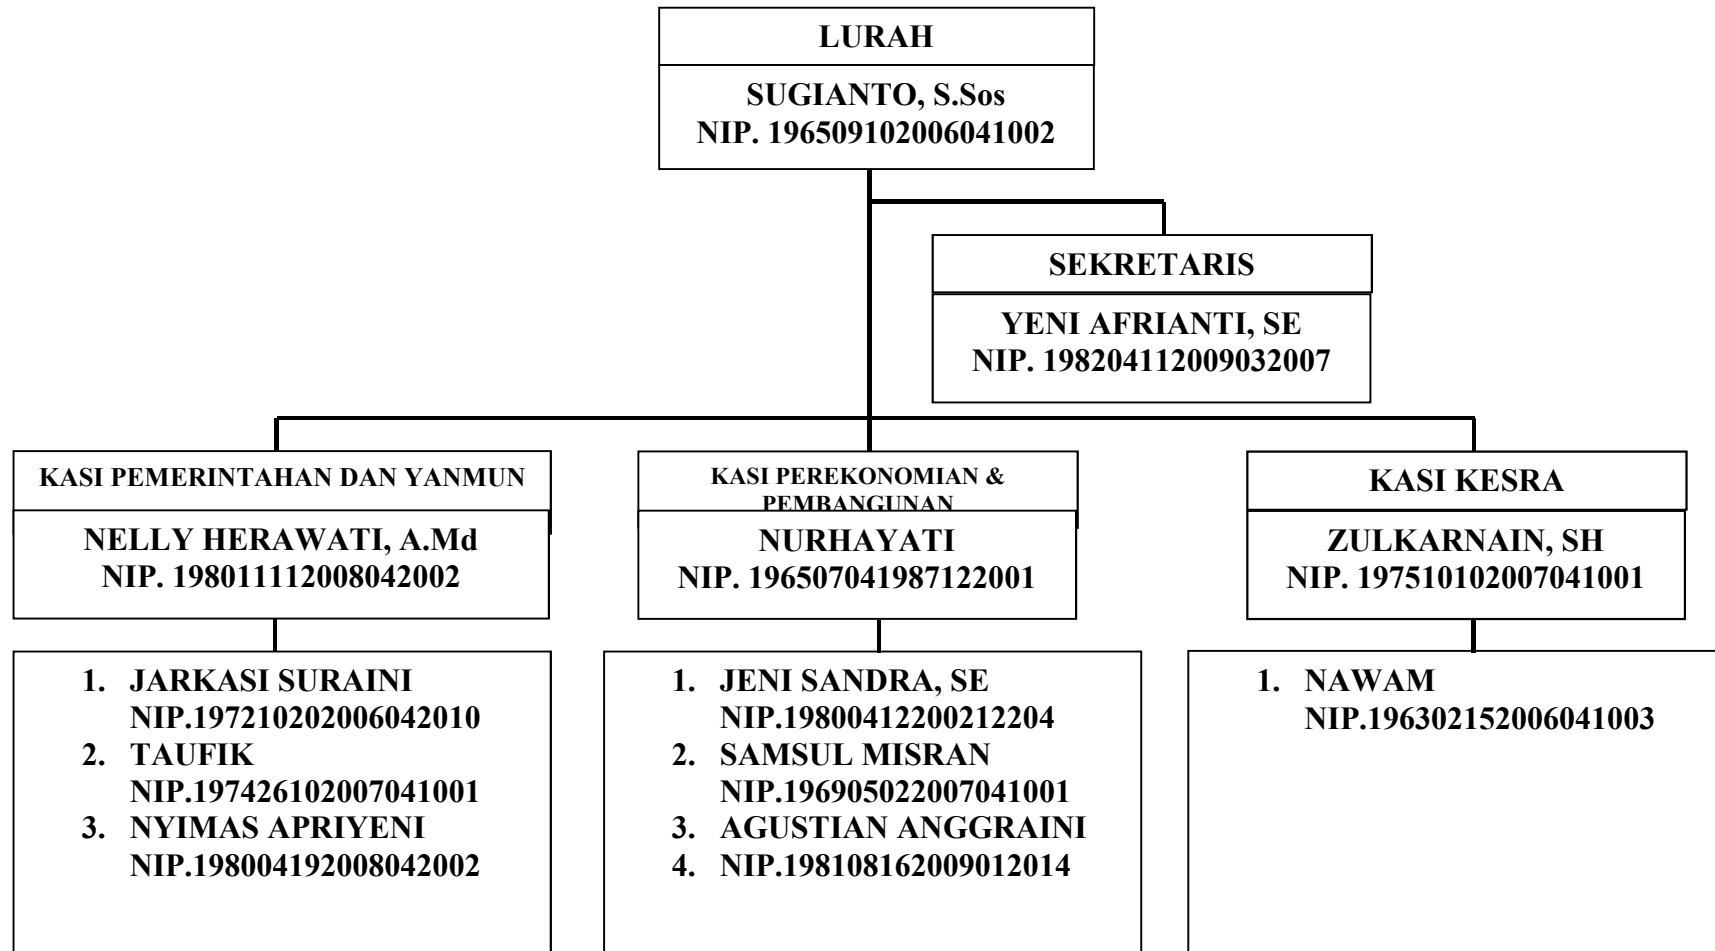 LURAH
SUGIANTO, S.Sos
NIP. 196509102006041002
SEKRETARIS
YENI AFRIANTI, SE
NIP. 198204112009032007
KASI PEMERINTAHAN DAN YANMUN
NELLY HERAWATI, A.Md
NIP. 198011112008042002
KASI PEREKONOMIAN &
PEMBANGUNAN
NURHAYATI
NIP. 196507041987122001
KASI KESRA
ZULKARNAIN, SH
NIP. 197510102007041001
1. JARKASI SURAINI
NIP.197210202006042010
2. TAUFIK
NIP.197426102007041001
3. NYIMAS APRIYENI
NIP.198004192008042002
1. JENI SANDRA, SE
NIP.19800412200212204
2. SAMSUL MISRAN
NIP.196905022007041001
3. AGUSTIAN ANGGRAINI
4. NIP.198108162009012014
1. NAWAM
NIP.196302152006041003